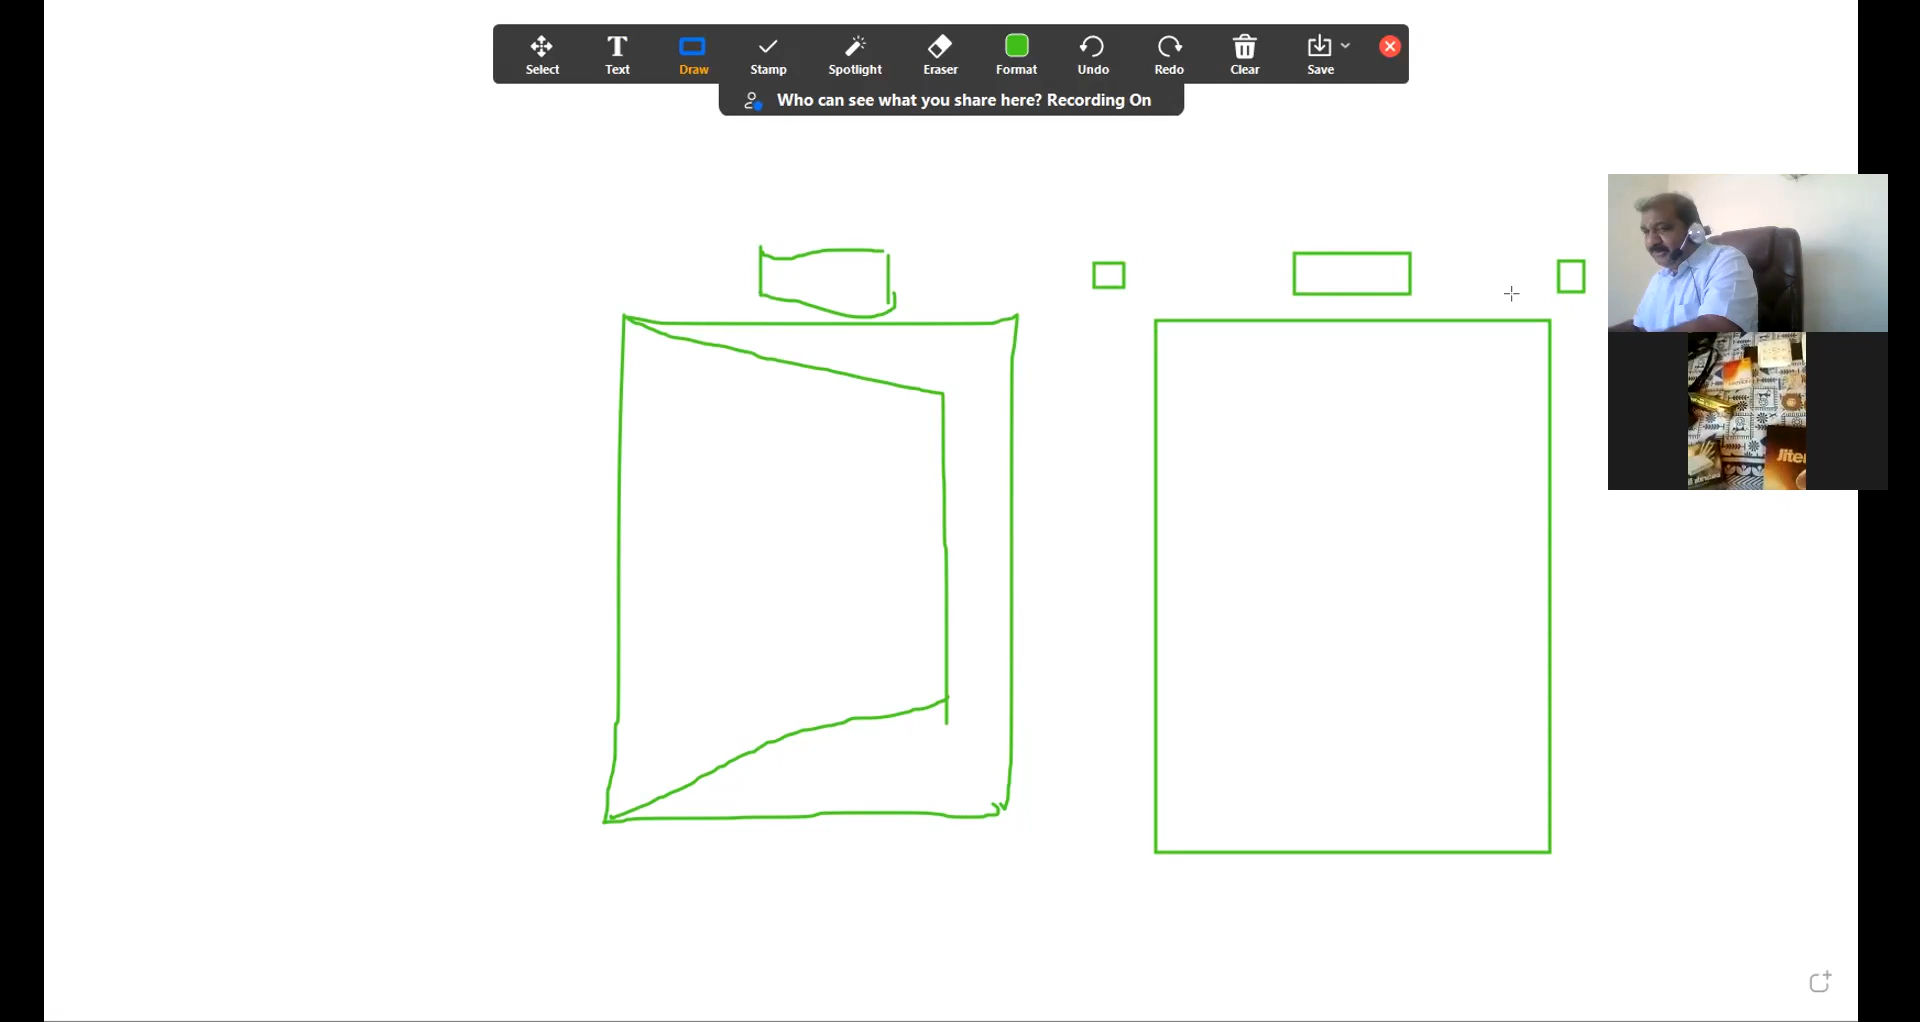 Select Text Draw Stamp Spotlight Eraser Format Undo Redo Clear Save
Who can see what you share here? Recording On